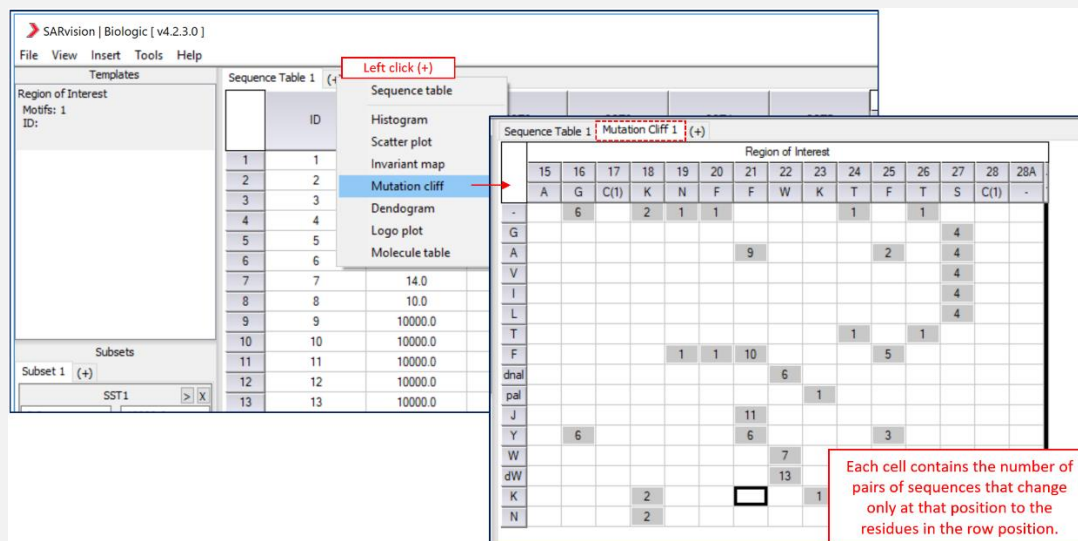 SARvision | Biologic [ v4.2.3.0 ]
File View Insert Tools Help
Templates
Region of Interest
Motifs: 1
ID:
Subsets
Subset 1 (+)
SST1 > X
Sequence Table 1 (+)
Left click (+)
ID
1 1
2 2
3 3
4 4
5 5
6 6
7 7 14.0
8 8 10.0
9 9 10000.0
10 10 10000.0
11 11 10000.0
12 12 10000.0
13 13 10000.0
Sequence table
Histogram
Scatter plot
Invariant map
Mutation cliff
Dendogram
Logo plot
Molecule table
Sequence Table 1 Mutation Cliff 1 (+)
Region of Interest
15 16 17 18 19 20 21 22 23 24 25 26 27 28 28A
A G C(1) K N F F W K T F T S C(1) -
- 6 2 1 1 1 1
G 4
A 9 2 4
V 4
I 4
L 4
T 1 1
F 1 1 10 5
dnal 6
pal 1
J 11
Y 6 6 3
W 7
dW 13
K 2 1
N 2
Each cell contains the number of
pairs of sequences that change
only at that position to the
residues in the row position.